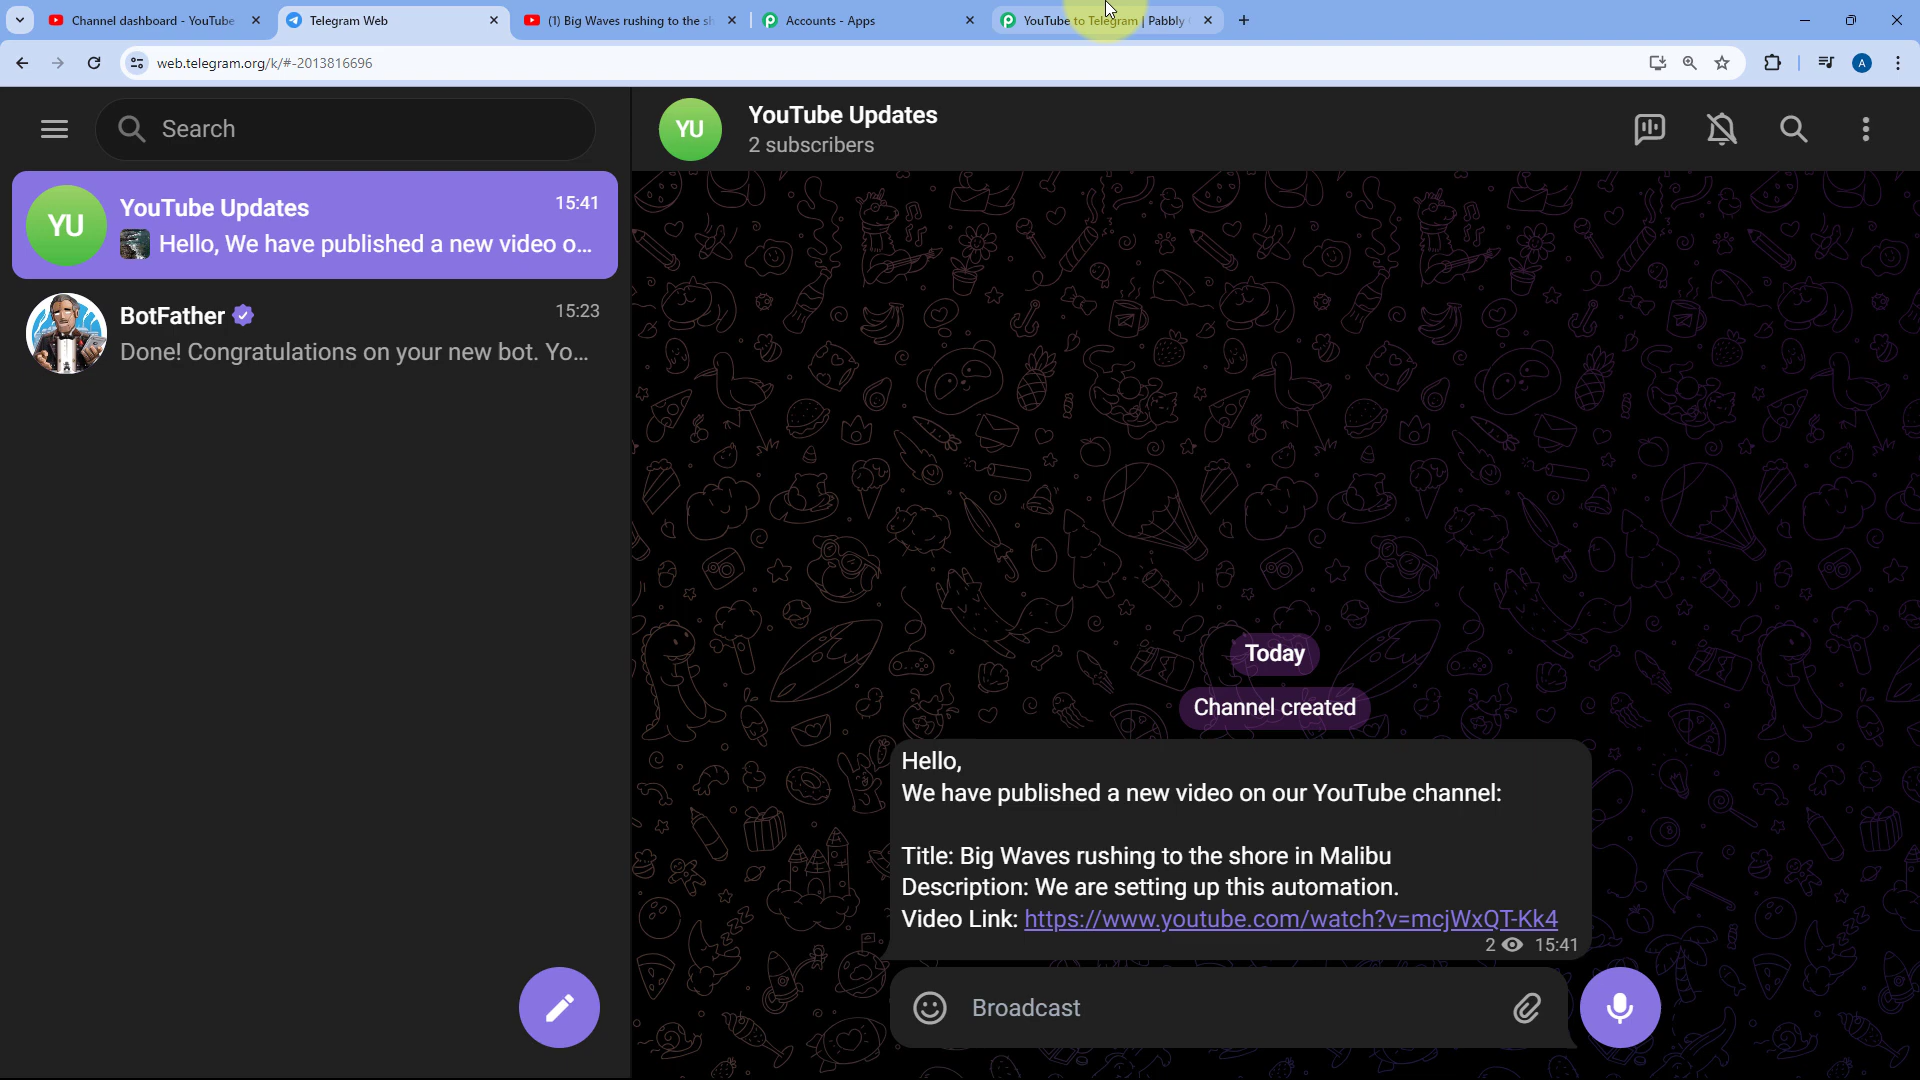 Channel dashboard - YouTube
Telegram Web
(1) Big Waves rushing to the sh
Accounts - Apps
YouTube to Telegram | Pabbly
web.telegram.org/k/#-2013816696
A
Search
YU
YouTube Updates
15:41
Hello, We have published a new video o...
BotFather
15:23
Done! Congratulations on your new bot. Yo...
YU
YouTube Updates
2 subscribers
Today
Channel created
Hello,
We have published a new video on our YouTube channel:
Title: Big Waves rushing to the shore in Malibu
Description: We are setting up this automation.
Video Link: https://www.youtube.com/watch?v=mcjWxQT-Kk4
2 15:41
Broadcast